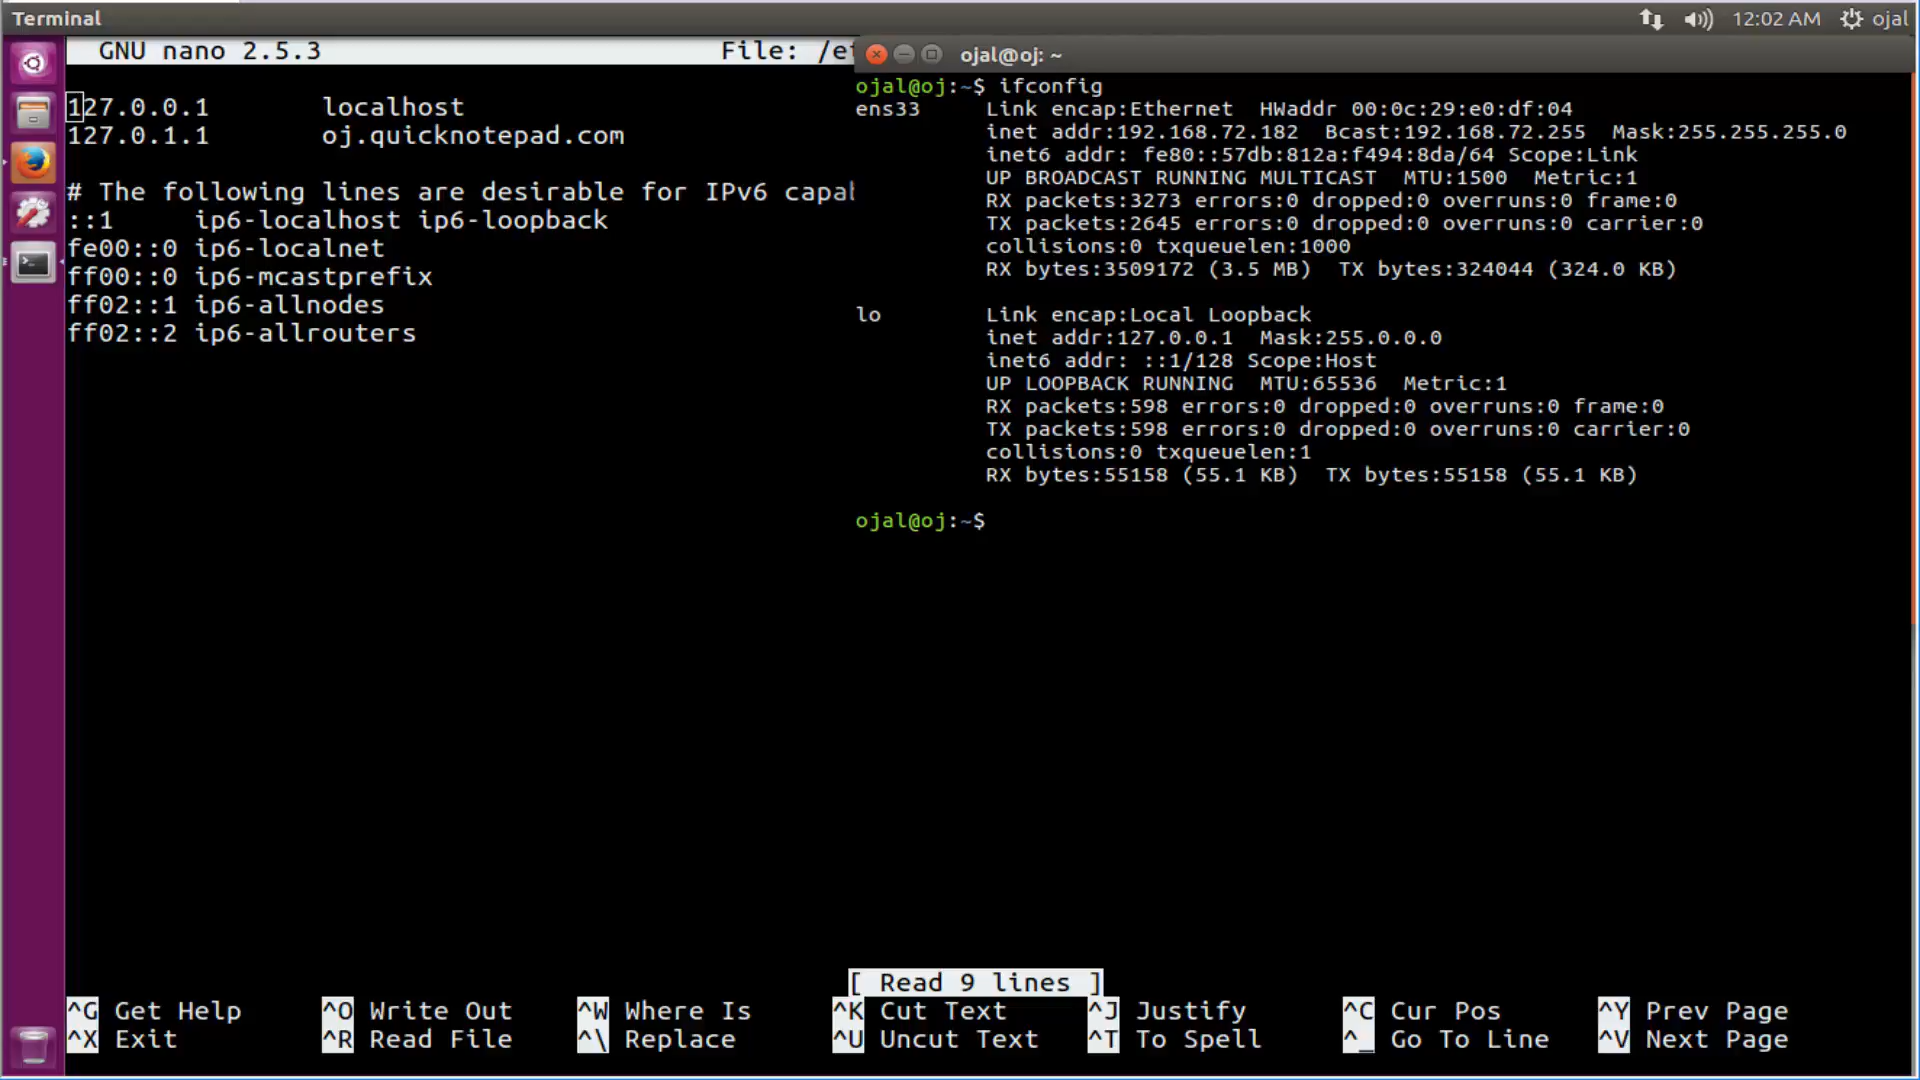 Terminal
12:02 AM
ojal
GNU nano 2.5.3
File: /et
127.0.0.1       localhost
127.0.1.1       oj.quicknotepad.com
# The following lines are desirable for IPv6 capab
::1     ip6-localhost ip6-loopback
fe00::0 ip6-localnet
ff00::0 ip6-mcastprefix
ff02::1 ip6-allnodes
ff02::2 ip6-allrouters
ojal@oj: ~
ojal@oj:~$ ifconfig
ens33     Link encap:Ethernet  HWaddr 00:0c:29:e0:df:04
          inet addr:192.168.72.182  Bcast:192.168.72.255  Mask:255.255.255.0
          inet6 addr: fe80::57db:812a:f494:8da/64 Scope:Link
          UP BROADCAST RUNNING MULTICAST  MTU:1500  Metric:1
          RX packets:3273 errors:0 dropped:0 overruns:0 frame:0
          TX packets:2645 errors:0 dropped:0 overruns:0 carrier:0
          collisions:0 txqueuelen:1000
          RX bytes:3509172 (3.5 MB)  TX bytes:324044 (324.0 KB)
lo        Link encap:Local Loopback
          inet addr:127.0.0.1  Mask:255.0.0.0
          inet6 addr: ::1/128 Scope:Host
          UP LOOPBACK RUNNING  MTU:65536  Metric:1
          RX packets:598 errors:0 dropped:0 overruns:0 frame:0
          TX packets:598 errors:0 dropped:0 overruns:0 carrier:0
          collisions:0 txqueuelen:1
          RX bytes:55158 (55.1 KB)  TX bytes:55158 (55.1 KB)
ojal@oj:~$
[ Read 9 lines ]
^G Get Help     ^O Write Out    ^W Where Is     ^K Cut Text     ^J Justify      ^C Cur Pos      ^Y Prev Page
^X Exit         ^R Read File    ^\ Replace      ^U Uncut Text   ^T To Spell     ^_ Go To Line   ^V Next Page